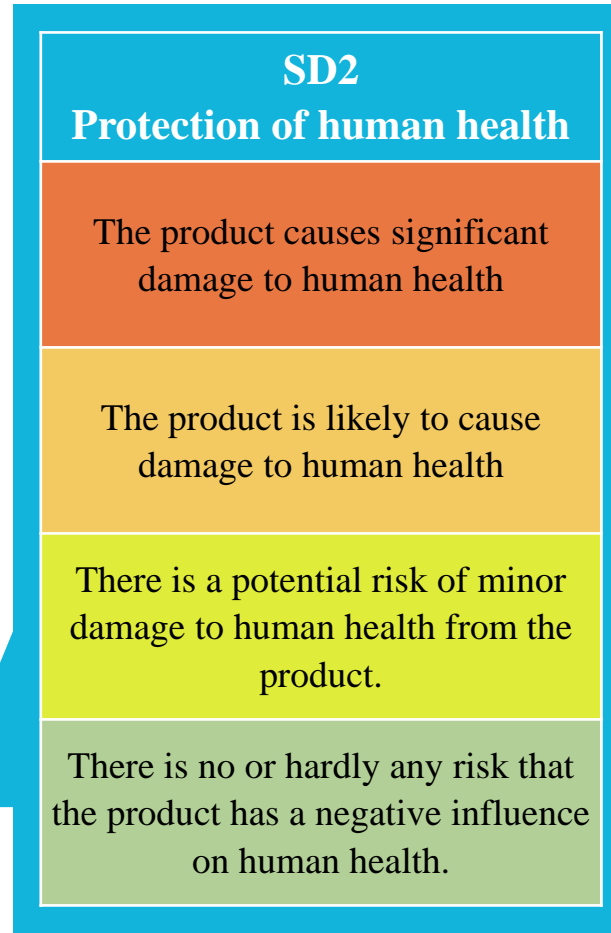 SD2
Protection of human health
The product causes significant
damage to human health
The product is likely to cause
damage to human health
There is a potential risk of minor
damage to human health from the
product.
There is no or hardly any risk that
the product has a negative influence
on human health.